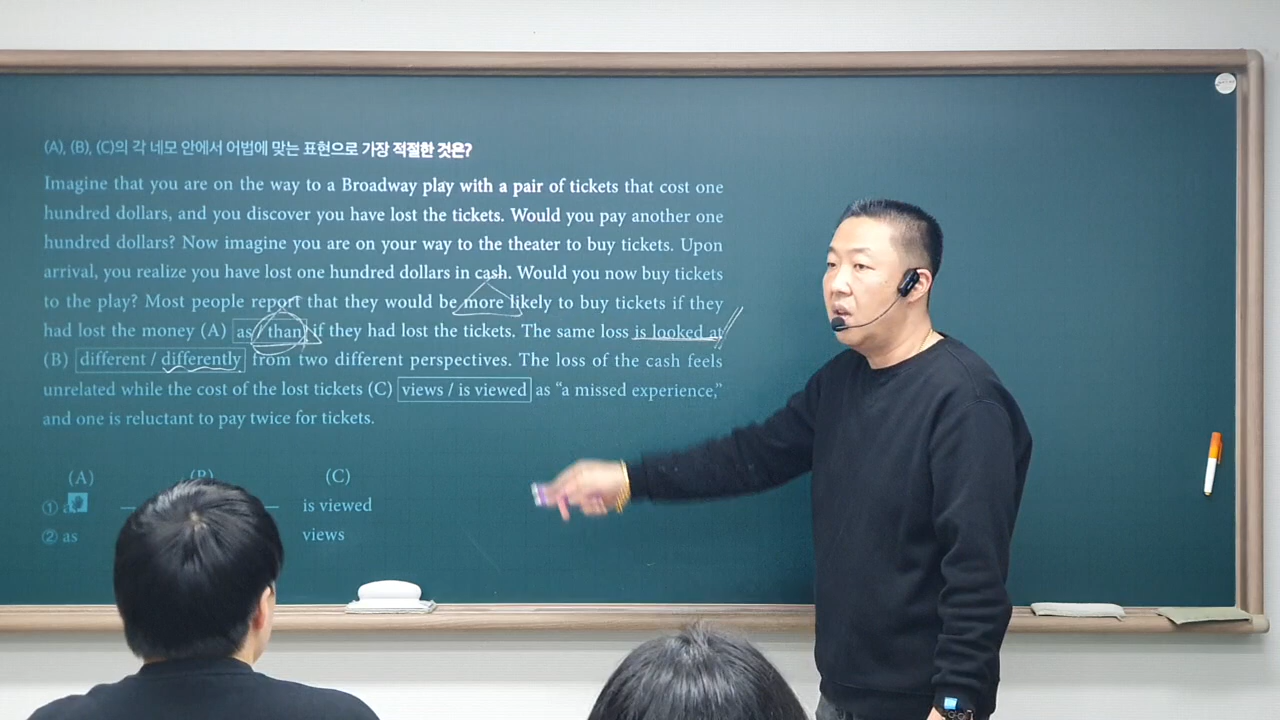 (A), (B), (C)의 각 네모 안에서 어법에 맞는 표현으로 가장 적절한 것은?
Imagine that you are on the way to a Broadway play with a pair of tickets that cost one
hundred dollars, and you discover you have lost the tickets. Would you pay another one
hundred dollars? Now imagine you are on your way to the theater to buy tickets. Upon
arrival, you realize you have lost one hundred dollars in cash. Would you now buy tickets
to the play? Most people report that they would be more likely to buy tickets if they
had lost the money (A) as / than if they had lost the tickets. The same loss is looked at
(B) different / differently from two different perspectives. The loss of the cash feels
unrelated while the cost of the lost tickets (C) views / is viewed as “a missed experience,”
and one is reluctant to pay twice for tickets.
(A) (B) (C)
① is viewed
② as views